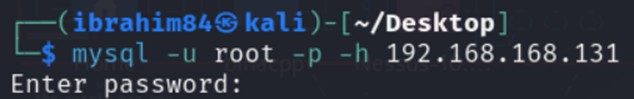 ┌──(ibrahim84㉿kali)-[~/Desktop]
└─$ mysql -u root -p -h 192.168.168.131
Enter password: